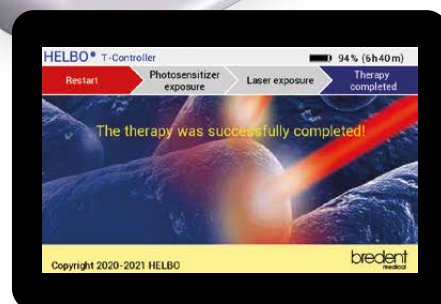 HELBO® T-Controller 94% (6h40m)
Restart
Photosensitizer
exposure
Laser exposure
Therapy
completed
The therapy was successfully completed!
Copyright 2020-2021 HELBO
bredent
medical